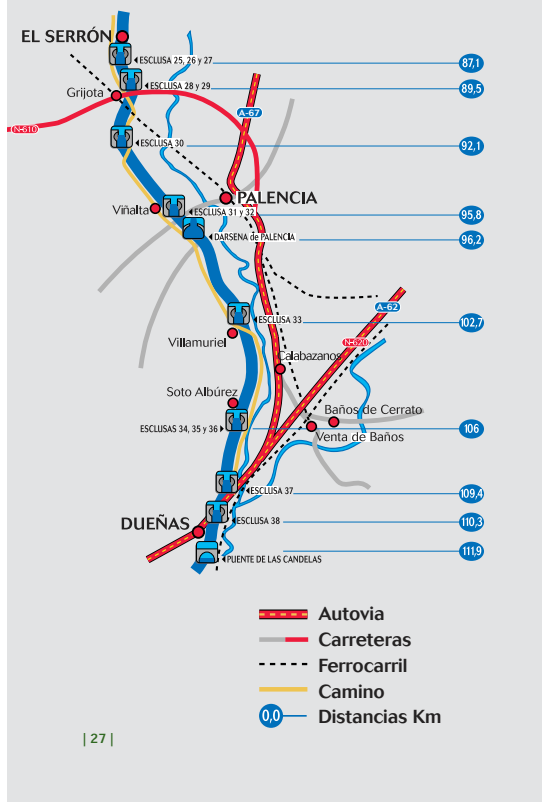 EL SERRÓN
ESCLUSA 25, 26 y 27
87,1
ESCLUSA 28 y 29
89,5
Grijota
A-67
N-610
ESCLUSA 30
92,1
PALENCIA
Viñalta
ESCLUSA 31 y 32
95,8
DARSENA de PALENCIA
96,2
A-62
ESCLUSA 33
102,7
Villamuriel
N-620
Calabazanos
Soto Albúrez
Baños de Cerrato
ESCLUSAS 34, 35 y 36
106
Venta de Baños
ESCLUSA 37
109,4
ESCLUSA 38
110,3
DUEÑAS
111,9
PUENTE DE LAS CANDELAS
Autovia
Carreteras
Ferrocarril
Camino
0,0 Distancias Km
| 27 |